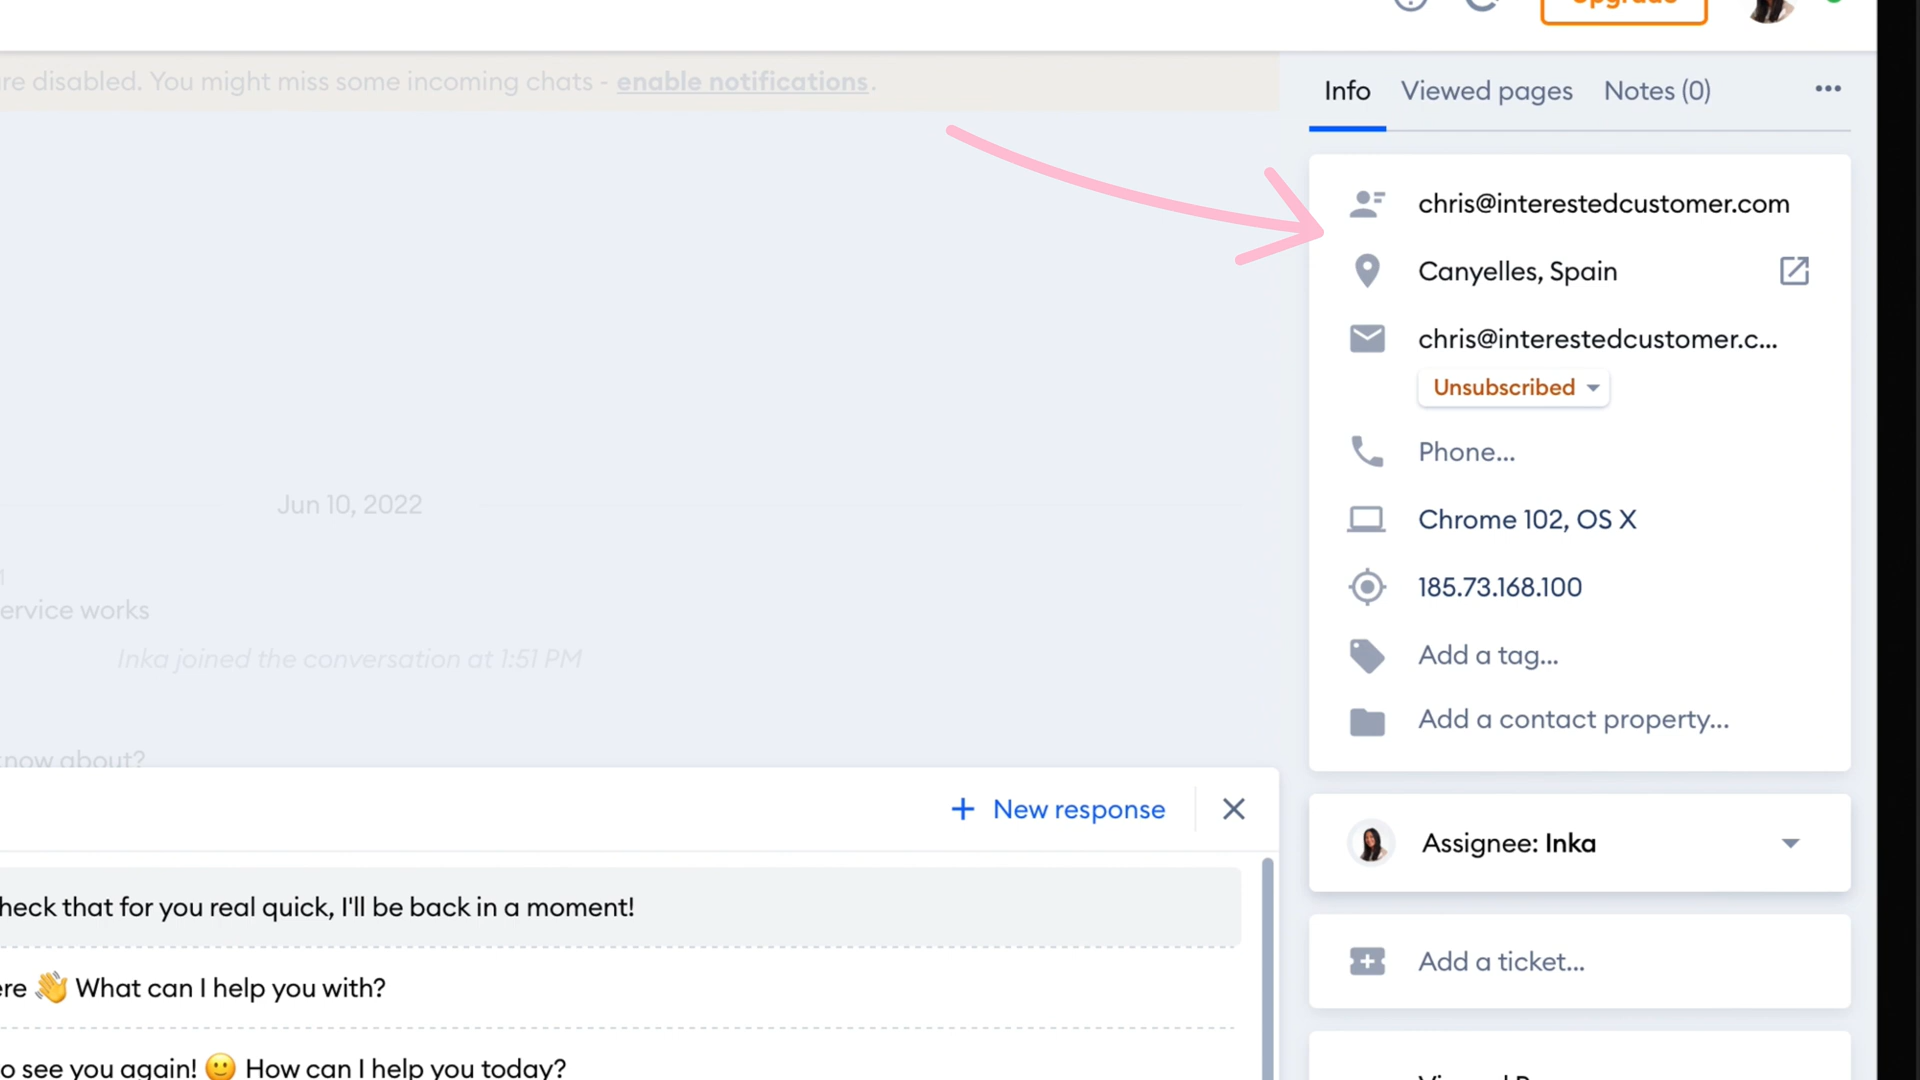 Upgrade
re disabled. You might miss some incoming chats - enable notifications.
Info Viewed pages Notes (0)
chris@interestedcustomer.com
Canyelles, Spain
chris@interestedcustomer.c...
Unsubscribed
Phone...
Chrome 102, OS X
185.73.168.100
Add a tag...
Add a contact property...
Jun 10, 2022
ervice works
Inka joined the conversation at 1:51 PM
now about?
+ New response
heck that for you real quick, I'll be back in a moment!
ere 👋 What can I help you with?
o see you again! 🙂 How can I help you today?
Assignee: Inka
Add a ticket...